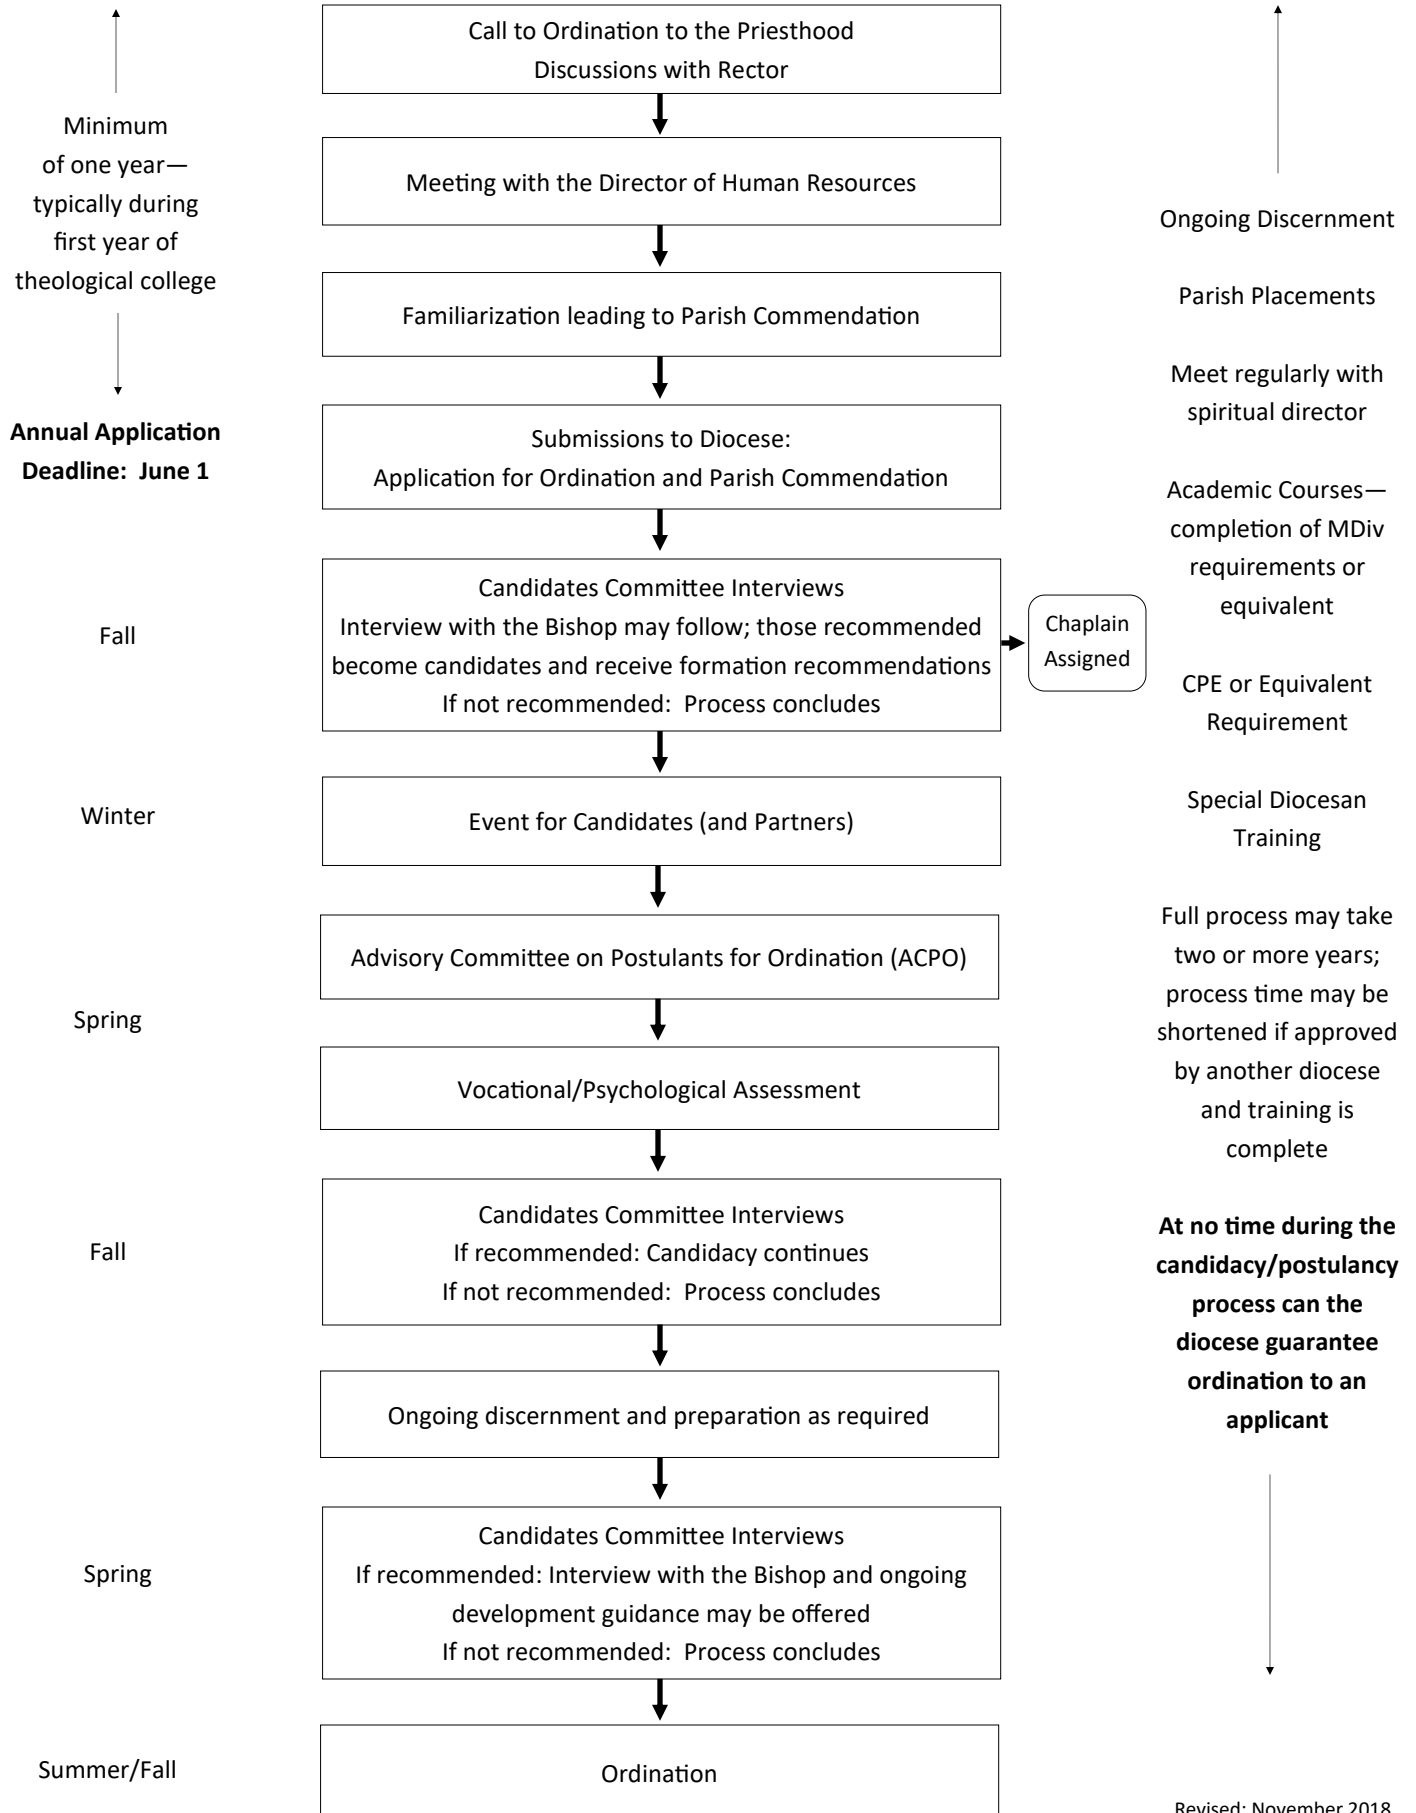 Call to Ordination to the Priesthood
Discussions with Rector
Minimum
of one year—
typically during
first year of
theological college
Meeting with the Director of Human Resources
Familiarization leading to Parish Commendation
Annual Application
Deadline:  June 1
Submissions to Diocese:
Application for Ordination and Parish Commendation
Fall
Candidates Committee Interviews
Interview with the Bishop may follow; those recommended
become candidates and receive formation recommendations
If not recommended:  Process concludes
Chaplain
Assigned
Winter
Event for Candidates (and Partners)
Advisory Committee on Postulants for Ordination (ACPO)
Spring
Vocational/Psychological Assessment
Fall
Candidates Committee Interviews
If recommended: Candidacy continues
If not recommended:  Process concludes
Ongoing discernment and preparation as required
Spring
Candidates Committee Interviews
If recommended: Interview with the Bishop and ongoing
development guidance may be offered
If not recommended:  Process concludes
Summer/Fall
Ordination
Ongoing Discernment
Parish Placements
Meet regularly with
spiritual director
Academic Courses—
completion of MDiv
requirements or
equivalent
CPE or Equivalent
Requirement
Special Diocesan
Training
Full process may take
two or more years;
process time may be
shortened if approved
by another diocese
and training is
complete
At no time during the
candidacy/postulancy
process can the
diocese guarantee
ordination to an
applicant
Revised: November 2018